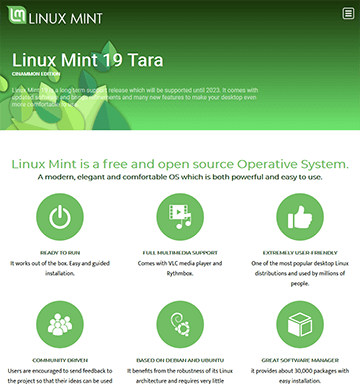 LINUX MINT
Linux Mint 19 Tara
CINAMMON EDITION
Linux Mint 19 is a long term support release which will be supported until 2023. It comes with
updated software and brings refinements and many new features to make your desktop even
more comfortable to use.
Linux Mint is a free and open source Operative System.
A modern, elegant and comfortable OS which is both powerful and easy to use.
READY TO RUN
It works out of the box. Easy and guided
installation.
FULL MULTIMEDIA SUPPORT
Comes with VLC media player and
Rythmbox.
EXTREMELY USER-FRIENDLY
One of the most popular desktop Linux
distributions and used by millions of
people.
COMMUNITY DRIVEN
Users are encouraged to send feedback to
the project so that their ideas can be used
BASED ON DEBIAN AND UBUNTU
It benefits from the robustness of its Linux
architecture and requires very little
GREAT SOFTWARE MANAGER
it provides about 30,000 packages with
easy installation.